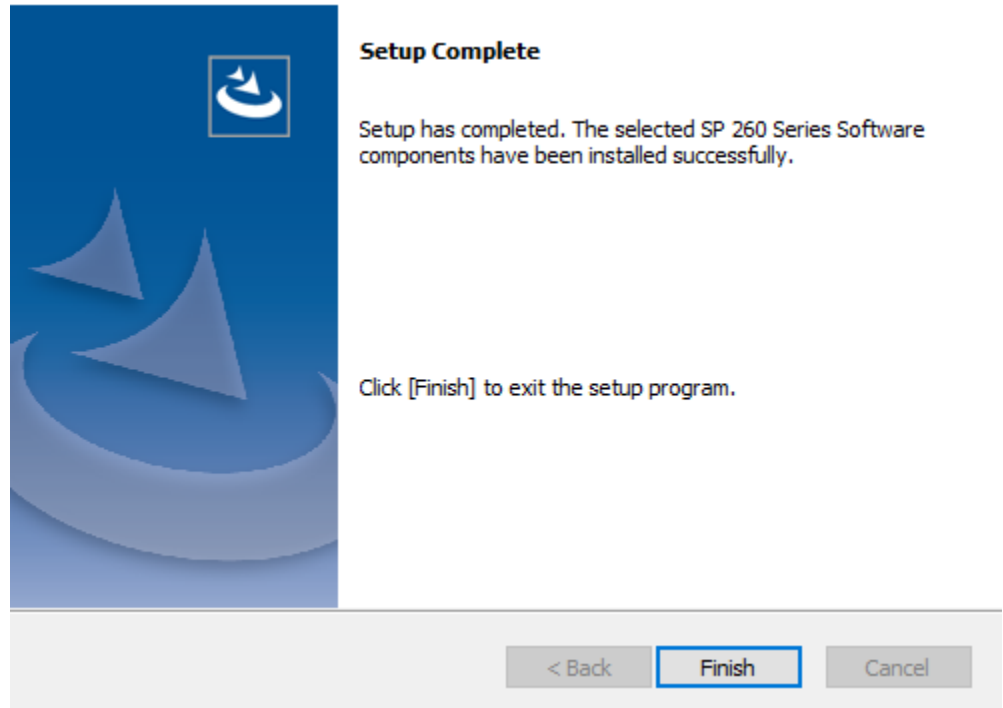 Setup Complete
Setup has completed. The selected SP 260 Series Software
components have been installed successfully.
Click [Finish] to exit the setup program.
< Back
Finish
Cancel